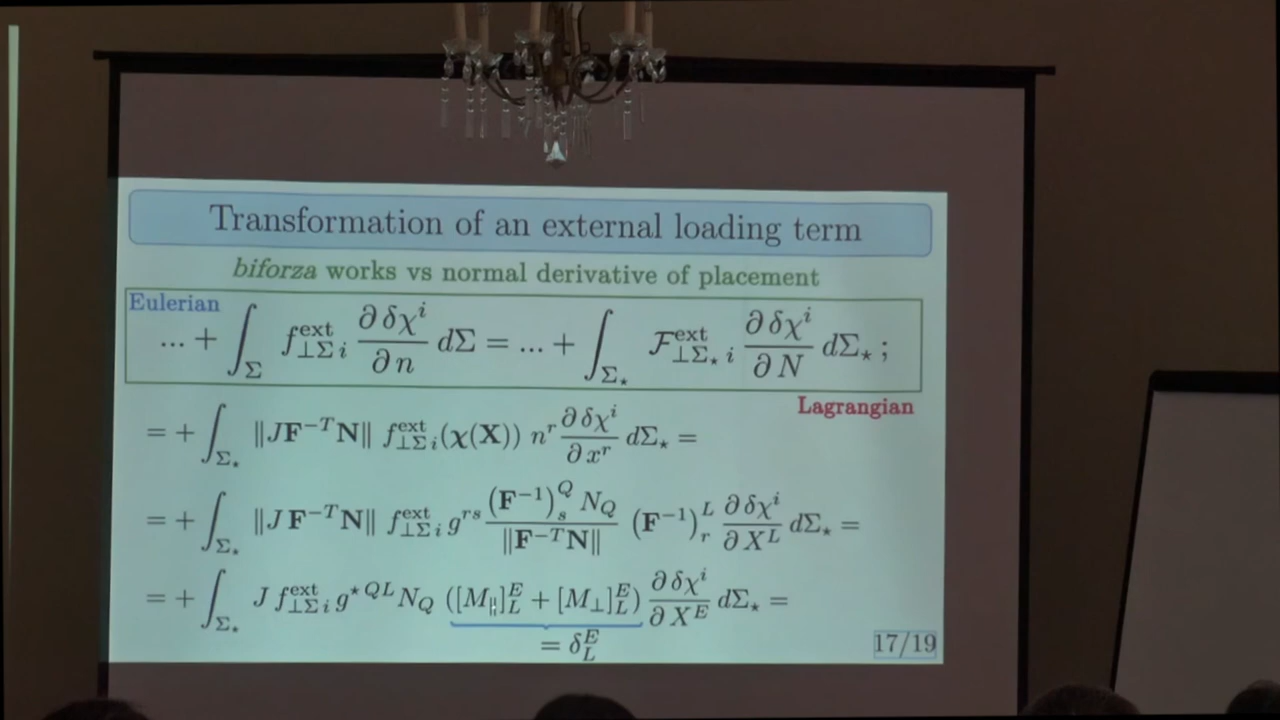 Transformation of an external loading term
biforza works vs normal derivative of placement
Eulerian
... + ∫_Σ f^ext_{⊥Σ i} ∂δχ^i/∂n dΣ = ... + ∫_{Σ⋆} ℱ^ext_{⊥Σ⋆ i} ∂δχ^i/∂N dΣ⋆ ;
Lagrangian
= + ∫_{Σ⋆} ‖JF^{−T}N‖ f^ext_{⊥Σ i}(χ(X)) n^r ∂δχ^i/∂x^r dΣ⋆ =
= + ∫_{Σ⋆} ‖J F^{−T}N‖ f^ext_{⊥Σ i} g^{rs} (F^{−1})^Q_s N_Q/‖F^{−T}N‖ (F^{−1})^L_r ∂δχ^i/∂X^L dΣ⋆ =
= + ∫_{Σ⋆} J f^ext_{⊥Σ i} g^{⋆QL} N_Q ([M_∥]^E_L + [M_⊥]^E_L) ∂δχ^i/∂X^E dΣ⋆ =
= δ^E_L
17/19